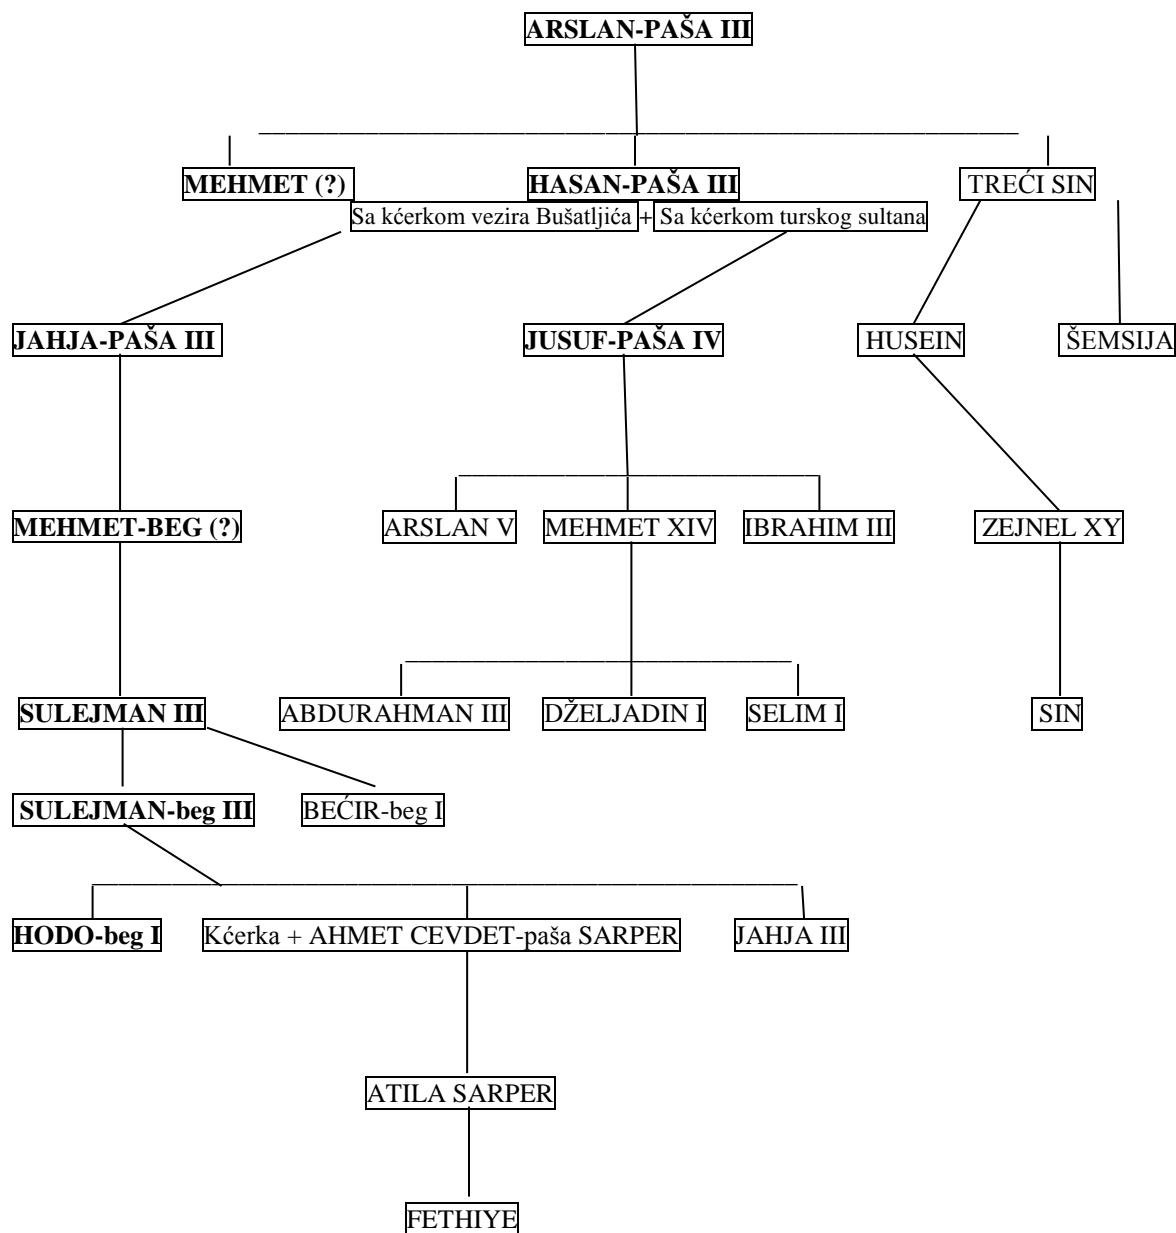 ARSLAN-PAŠA III
MEHMET (?) HASAN-PAŠA III TREĆI SIN
Sa kćerkom vezira Bušatljića + Sa kćerkom turskog sultana
JAHJA-PAŠA III JUSUF-PAŠA IV HUSEIN ŠEMSIJA
MEHMET-BEG (?) ARSLAN V MEHMET XIV IBRAHIM III ZEJNEL XY
SULEJMAN III ABDURAHMAN III DŽELJADIN I SELIM I SIN
SULEJMAN-beg III BEĆIR-beg I
HODO-beg I Kćerka + AHMET CEVDET-paša SARPER JAHJA III
ATILA SARPER
FETHIYE